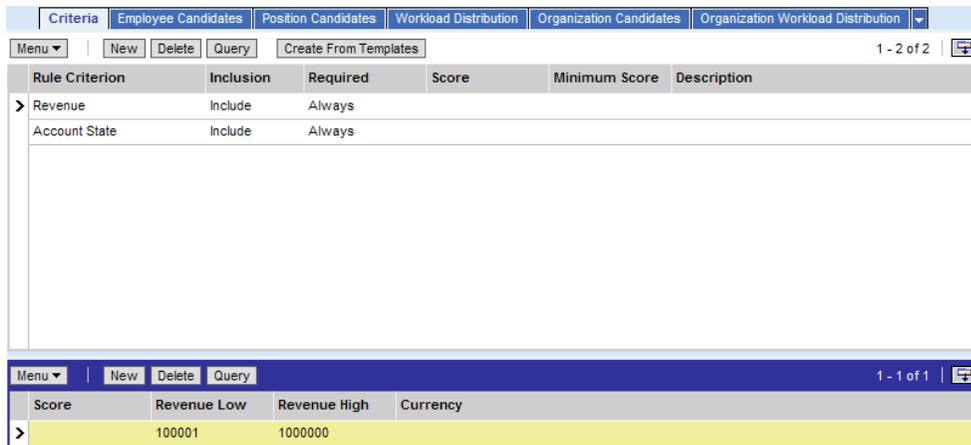 Criteria Employee Candidates Position Candidates Workload Distribution Organization Candidates Organization Workload Distribution
Menu New Delete Query Create From Templates 1 - 2 of 2
Rule Criterion Inclusion Required Score Minimum Score Description
Revenue Include Always
Account State Include Always
Menu New Delete Query 1 - 1 of 1
Score Revenue Low Revenue High Currency
100001 1000000